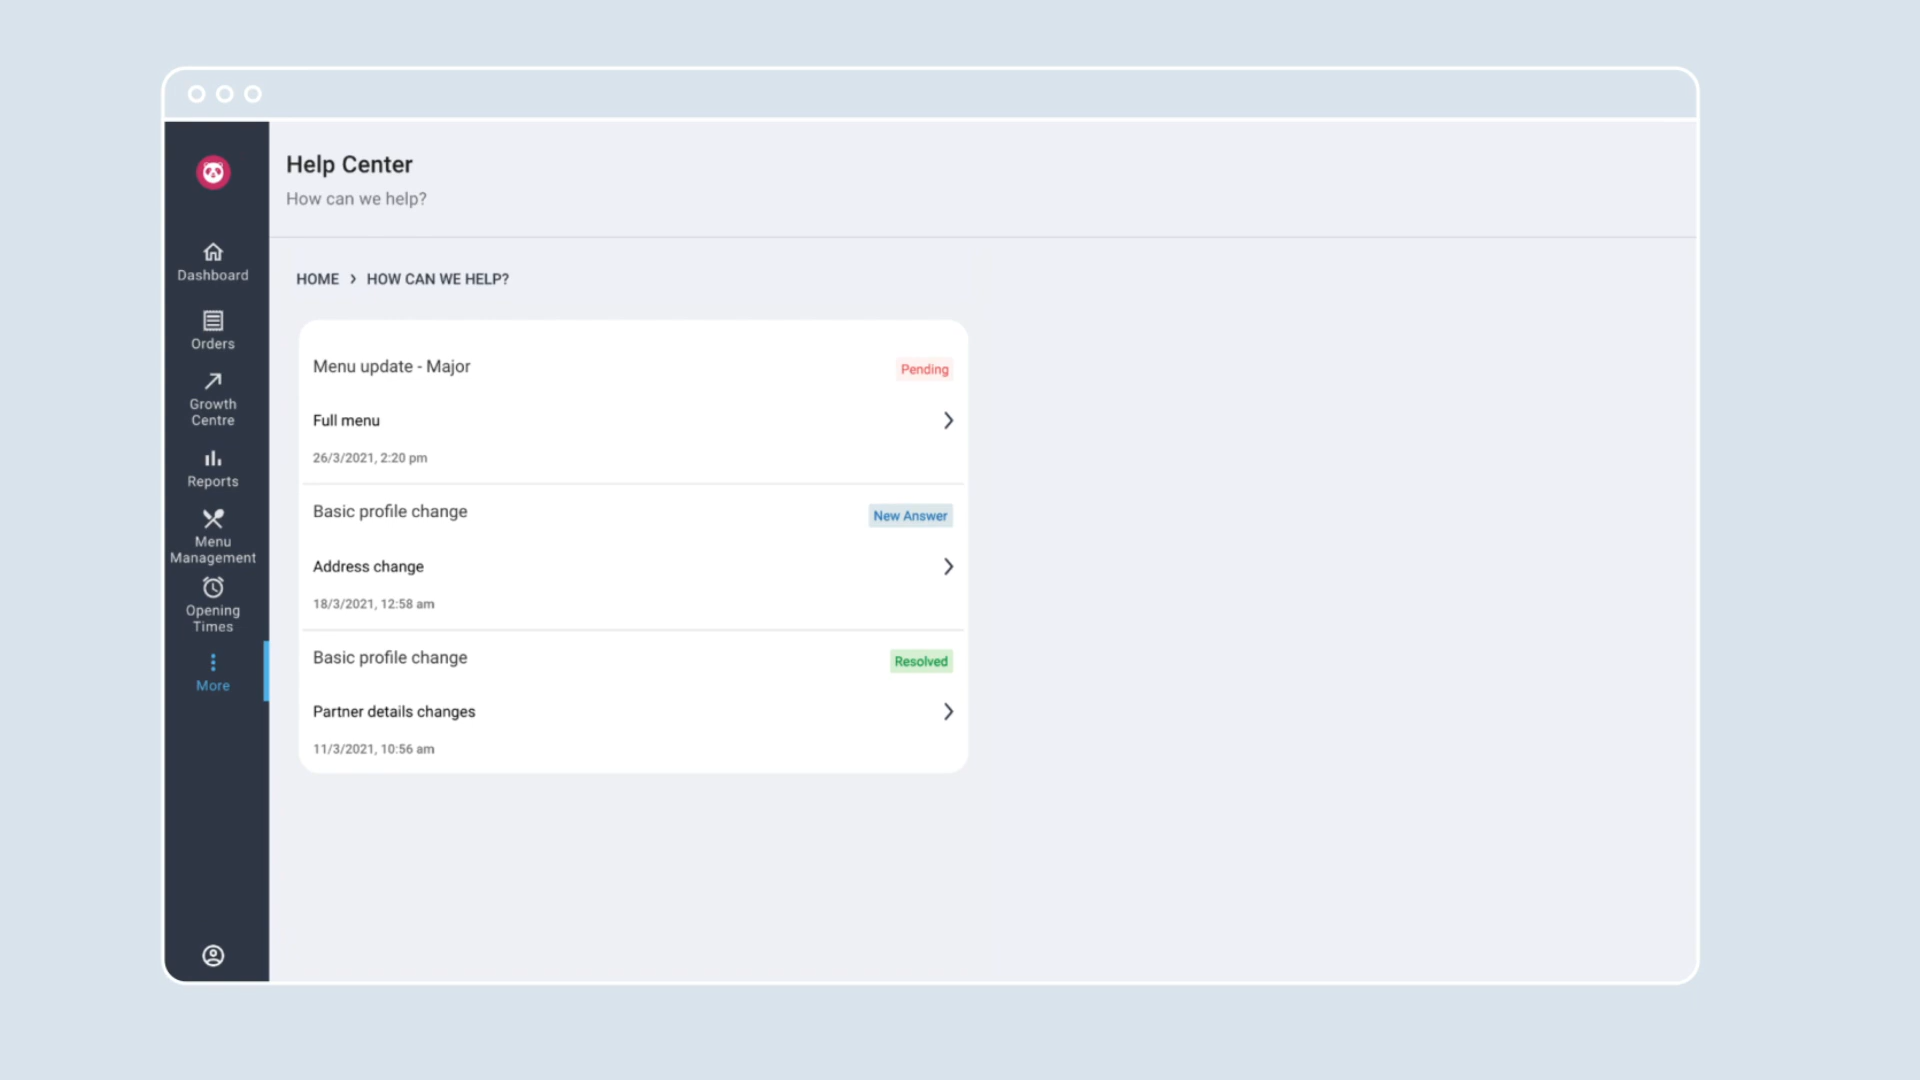 Help Center
How can we help?
Dashboard
Orders
Growth
Centre
Reports
Menu
Management
Opening
Times
More
HOME > HOW CAN WE HELP?
Menu update - Major
Pending
Full menu
26/3/2021, 2:20 pm
Basic profile change
New Answer
Address change
18/3/2021, 12:58 am
Basic profile change
Resolved
Partner details changes
11/3/2021, 10:56 am